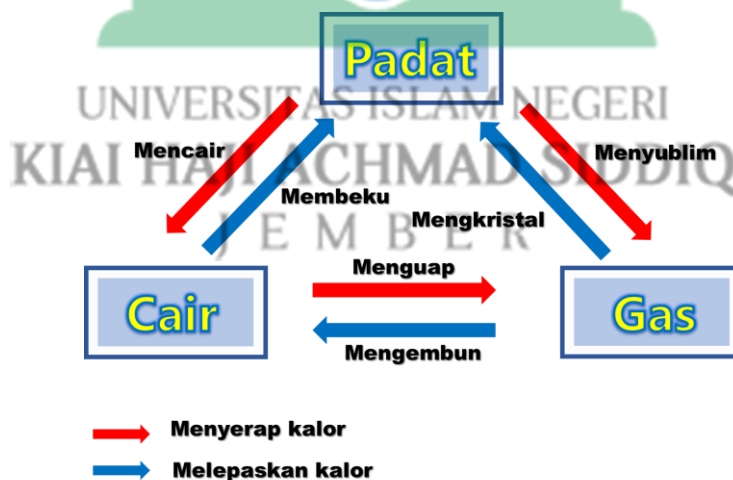 Padat
UNIVERSITAS ISLAM NEGERI
Mencair
Menyublim
KIAI HAJI ACHMAD SIDDIQ
Membeku
Mengkristal
JEMBER
Menguap
Cair
Gas
Mengembun
Menyerap kalor
Melepaskan kalor